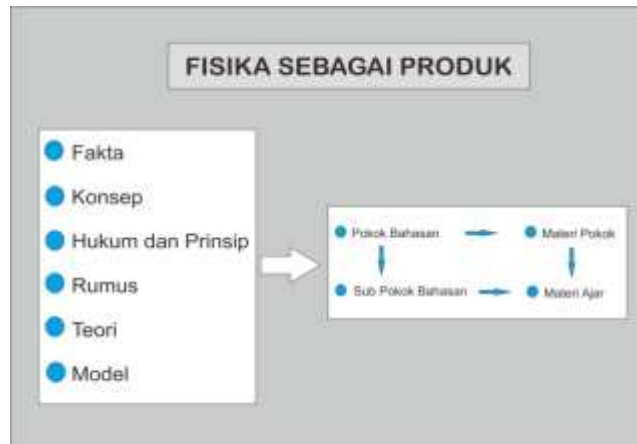 FISIKA SEBAGAI PRODUK
Fakta
Konsep
Hukum dan Prinsip
Rumus
Teori
Model
Pokok Bahasan
Materi Pokok
Sub Pokok Bahasan
Materi Ajar